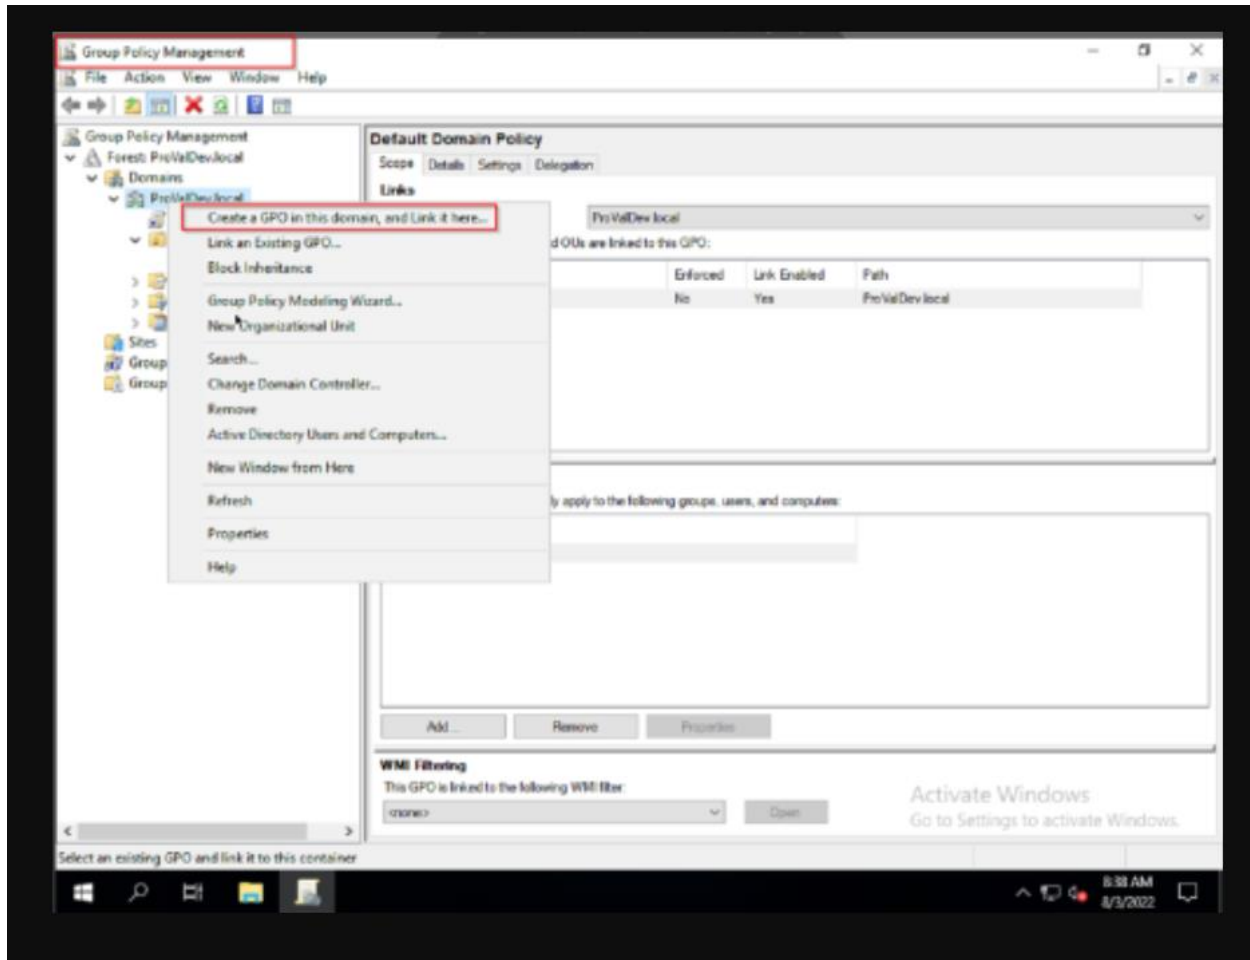 Group Policy Management
File Action View Window Help
Group Policy Management
Forest: ProValDev.local
Domains
ProValDev.local
Sites
Group
Group
Create a GPO in this domain, and Link it here...
Link an Existing GPO...
Block Inheritance
Group Policy Modeling Wizard...
New Organizational Unit
Search...
Change Domain Controller...
Remove
Active Directory Users and Computers...
New Window from Here
Refresh
Properties
Help
Default Domain Policy
Scope Details Settings Delegation
Links
ProValDev.local
d OUs are linked to this GPO:
Enforced Link Enabled Path
No Yes ProValDev.local
ly apply to the following groups, users, and computers:
Add... Remove Properties
WMI Filtering
This GPO is linked to the following WMI filter:
<none> Open
Activate Windows
Go to Settings to activate Windows.
Select an existing GPO and link it to this container
8:38 AM
8/3/2022